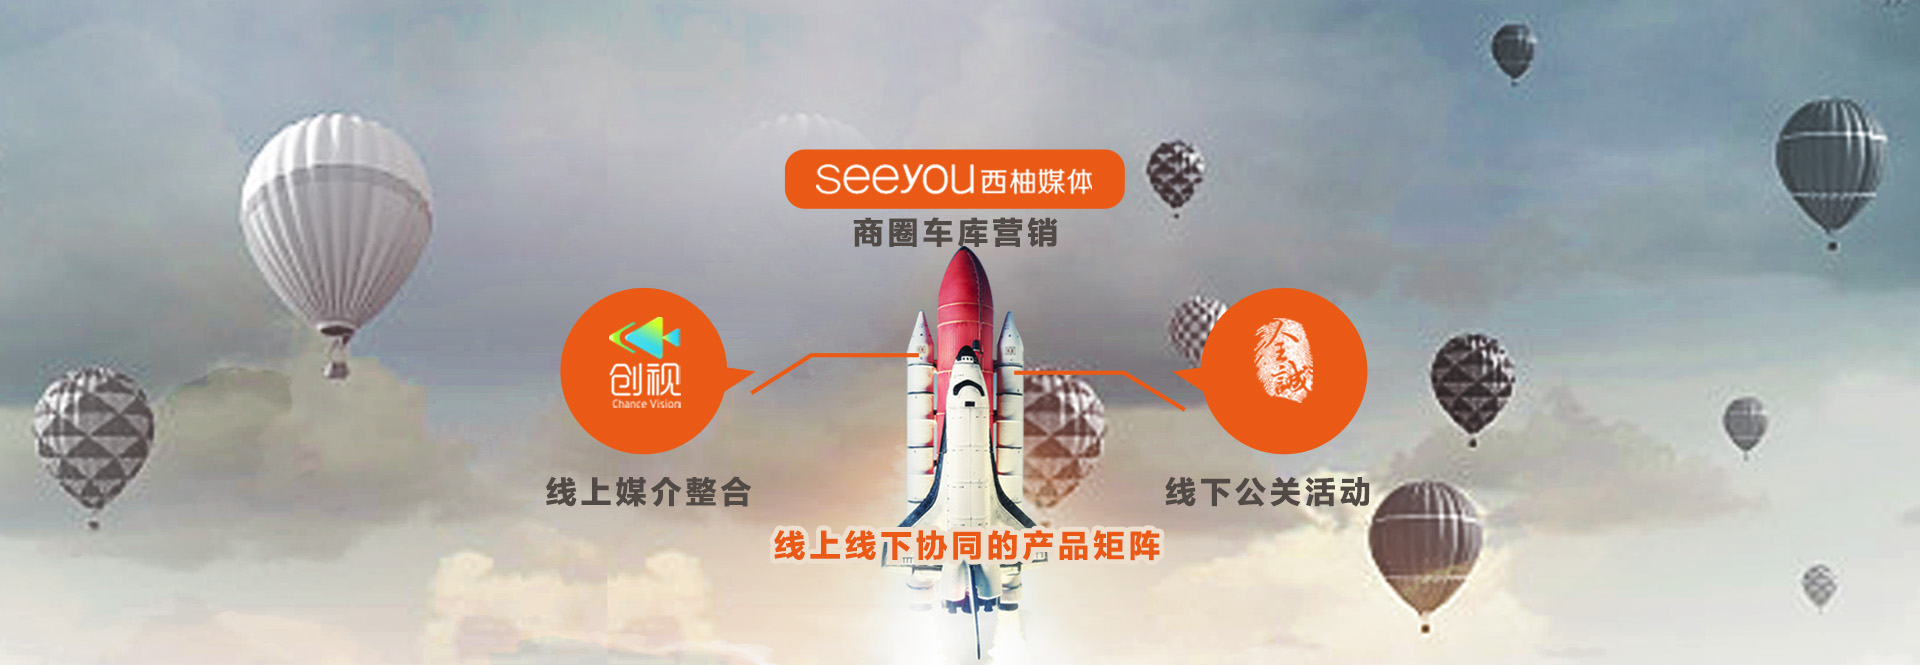 seeyou西柚媒体
商圈车库营销
创视
Chance Vision
全誠
线上媒介整合
线下公关活动
线上线下协同的产品矩阵